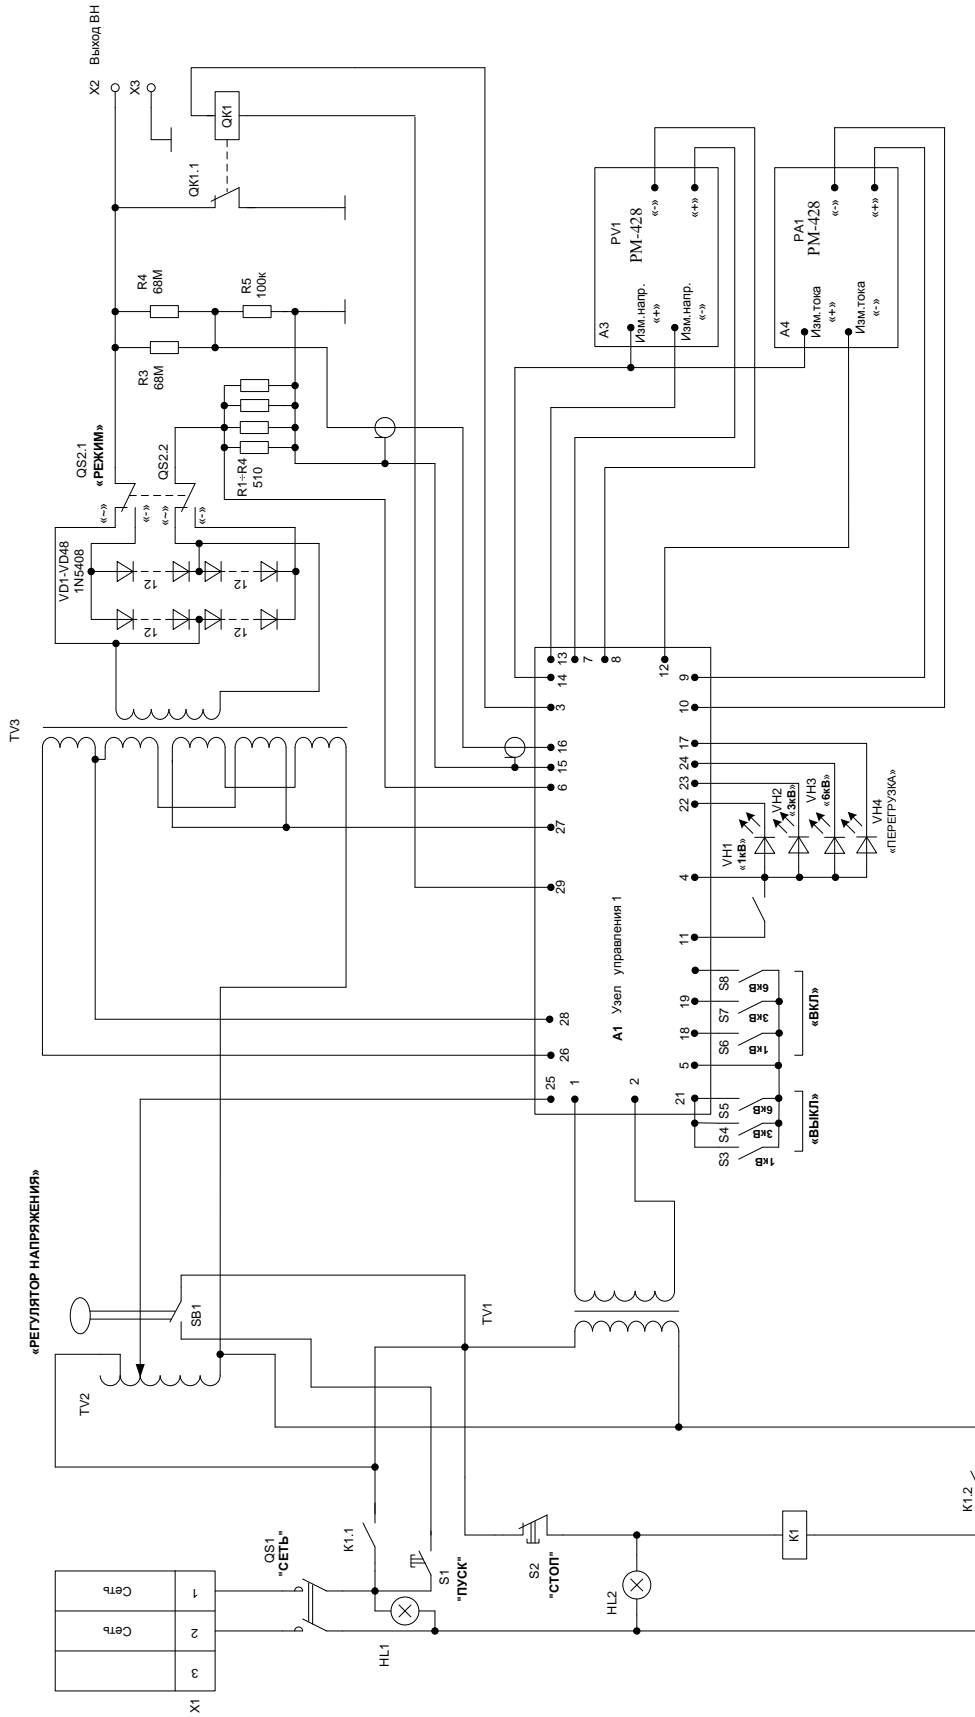 X2
Выход ВН
X3
QK1
QK1.1
R4
68М
R5
100к
R3
68М
QS2.1
«РЕЖИМ»
QS2.2
«~»
«-»
«~»
«-»
R1÷R4
510
VD1-VD48
1N5408
12
12
12
12
TV3
PV1
РМ-428
«-»
«+»
A3
Изм.напр.
«+»
Изм.напр.
«-»
PA1
РМ-428
«-»
«+»
A4
Изм.тока
«+»
Изм.тока
«-»
13
14
7
8
12
3
16
15
6
27
29
28
26
25
1
2
9
10
17
24
23
22
4
11
19
18
5
21
A1 Узел управления 1
VH1
«1кВ»
VH2
«3кВ»
VH3
«6кВ»
VH4
«ПЕРЕГРУЗКА»
S8
6кВ
S7
3кВ
S6
1кВ
«ВКЛ»
S5
6кВ
S4
3кВ
S3
1кВ
«ВЫКЛ»
«РЕГУЛЯТОР НАПРЯЖЕНИЯ»
SB1
TV2
TV1
K1.1
QS1
"СЕТЬ"
S1
"ПУСК"
S2
"СТОП"
HL1
HL2
K1
K1.2
Сеть
1
Сеть
2
3
X1